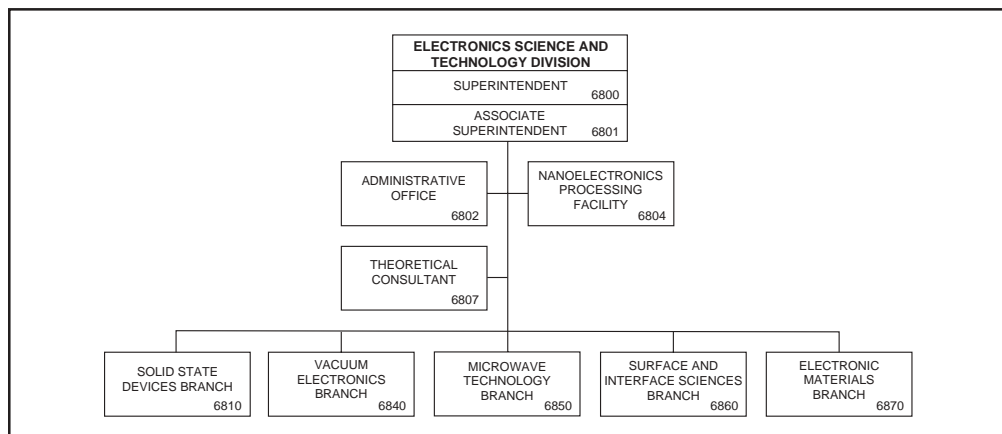 ELECTRONICS SCIENCE AND
TECHNOLOGY DIVISION
SUPERINTENDENT
6800
ASSOCIATE
SUPERINTENDENT
6801
ADMINISTRATIVE
OFFICE
6802
NANOELECTRONICS
PROCESSING
FACILITY
6804
THEORETICAL
CONSULTANT
6807
SOLID STATE
DEVICES BRANCH
6810
VACUUM
ELECTRONICS
BRANCH
6840
MICROWAVE
TECHNOLOGY
BRANCH
6850
SURFACE AND
INTERFACE SCIENCES
BRANCH
6860
ELECTRONIC
MATERIALS
BRANCH
6870